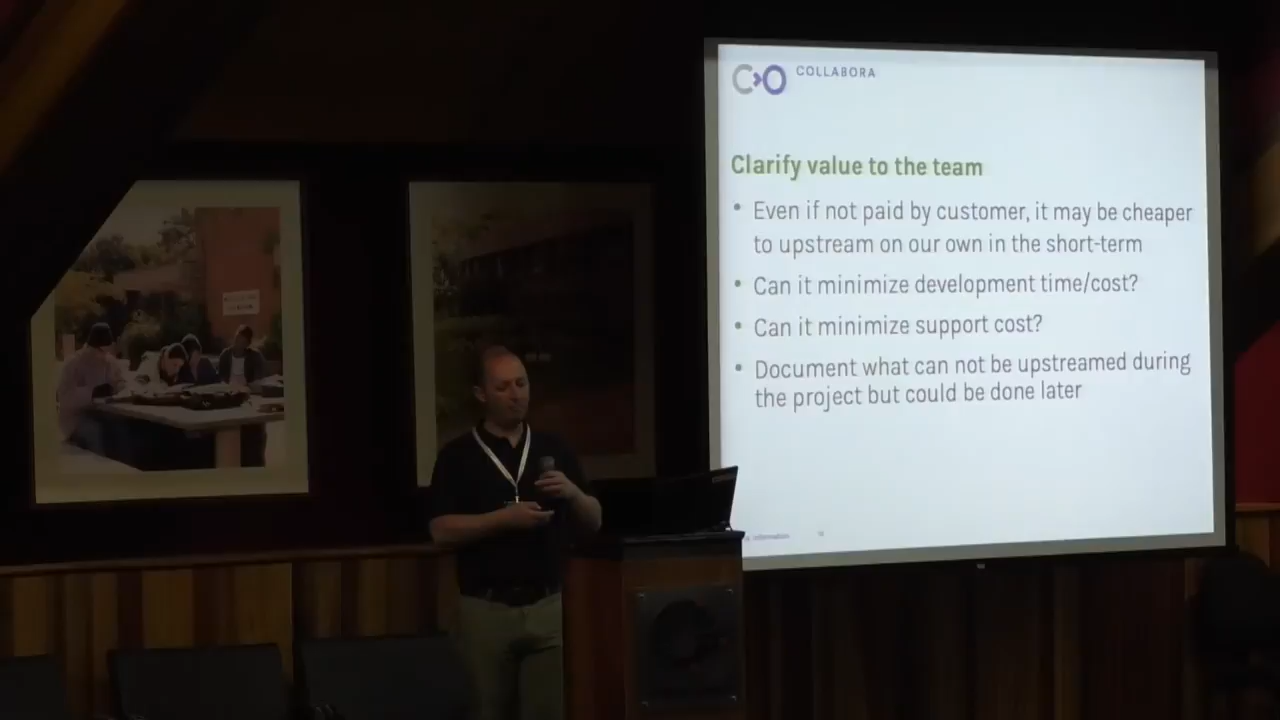 COLLABORA
Clarify value to the team
• Even if not paid by customer, it may be cheaper
to upstream on our own in the short-term
• Can it minimize development time/cost?
• Can it minimize support cost?
• Document what can not be upstreamed during
the project but could be done later